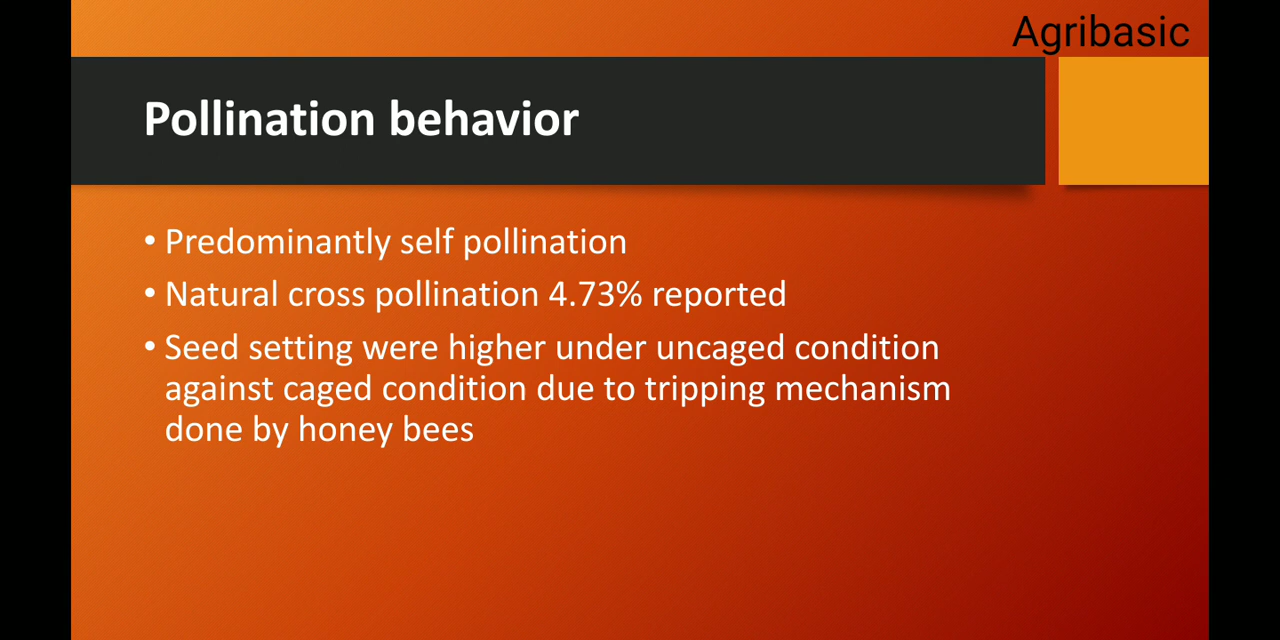 Agribasic
Pollination behavior
• Predominantly self pollination
• Natural cross pollination 4.73% reported
• Seed setting were higher under uncaged condition
against caged condition due to tripping mechanism
done by honey bees